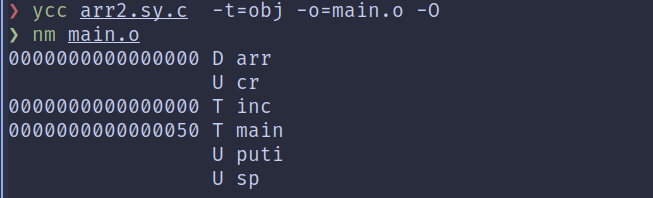 ❯ ycc arr2.sy.c  -t=obj -o=main.o -O
❯ nm main.o
0000000000000000 D arr
                 U cr
0000000000000000 T inc
0000000000000050 T main
                 U puti
                 U sp